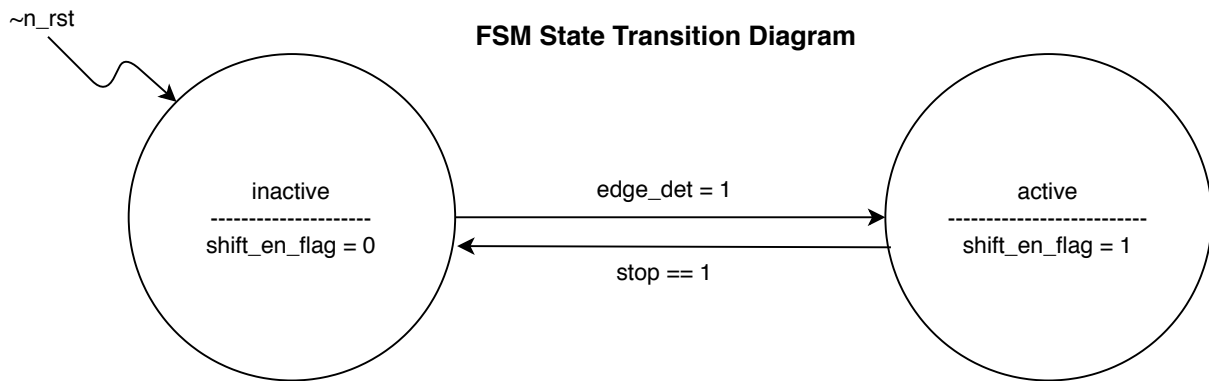 ~n_rst
FSM State Transition Diagram
inactive
----------------------
shift_en_flag = 0
edge_det = 1
stop == 1
active
---------------------------
shift_en_flag = 1